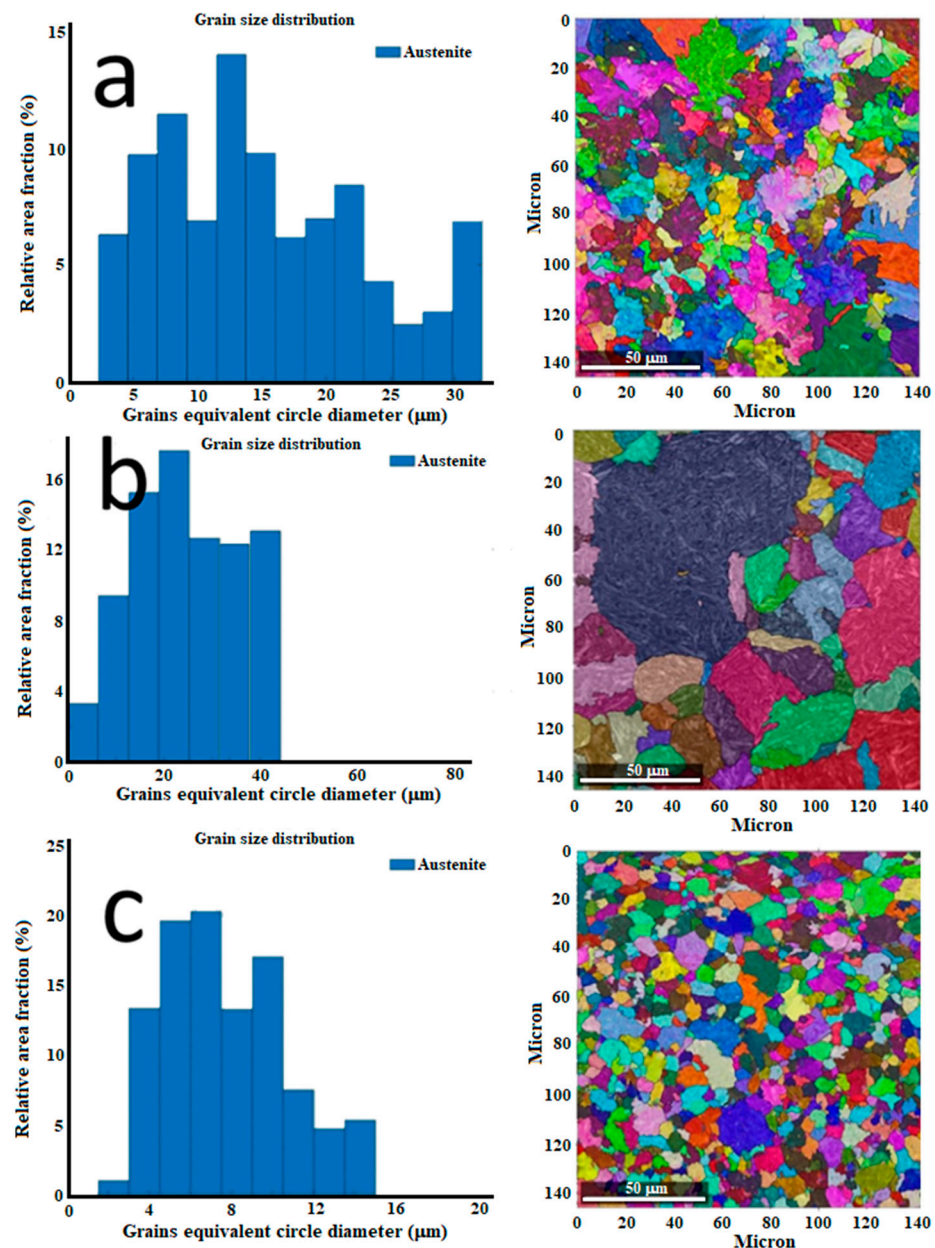 Grain size distribution
a
Austenite
Relative area fraction (%)
15
10
5
0
0 5 10 15 20 25 30
Grains equivalent circle diameter (μm)
Micron
0
20
40
60
80
100
120
140
50 μm
0 20 40 60 80 100 120 140
Micron
Grain size distribution
b
Austenite
Relative area fraction (%)
16
12
8
4
0
0 20 40 60 80
Grains equivalent circle diameter (μm)
Micron
0
20
40
60
80
100
120
140
50 μm
0 20 40 60 80 100 120 140
Micron
Grain size distribution
c
Austenite
Relative area fraction (%)
25
20
15
10
5
0
0 4 8 12 16 20
Grains equivalent circle diameter (μm)
Micron
0
20
40
60
80
100
120
140
50 μm
0 20 40 60 80 100 120 140
Micron